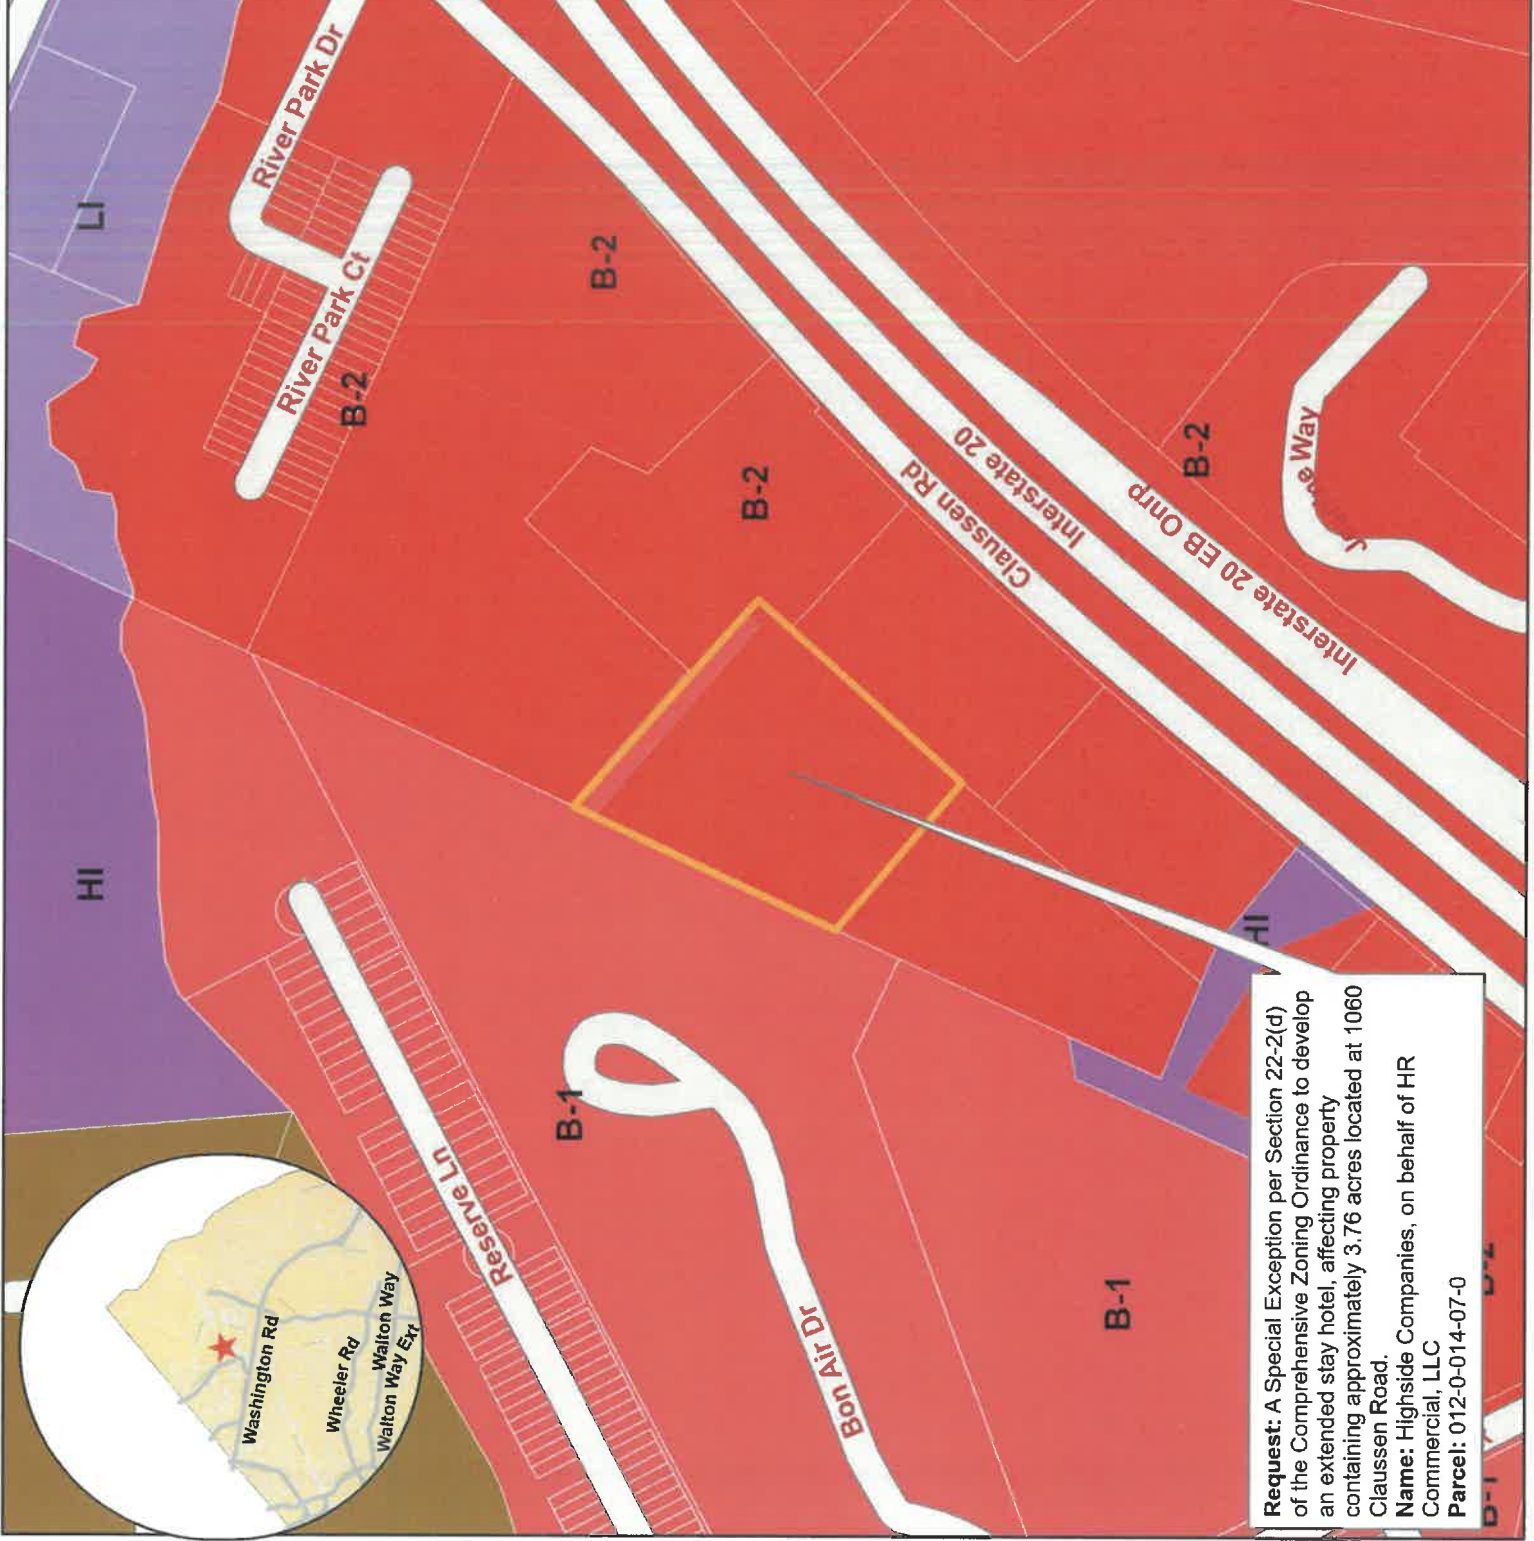 LI
River Park Dr
River Park Ct
B-2
B-2
B-2
B-2
HI
Claussen Rd
Interstate 20
Interstate 20 EB Onrp
Way
HI
B-1
Reserve Ln
Bon Air Dr
B-1
Washington Rd
Wheeler Rd
Walton Way
Walton Way Ext
Request: A Special Exception per Section 22-2(d)
of the Comprehensive Zoning Ordinance to develop
an extended stay hotel, affecting property
containing approximately 3.76 acres located at 1060
Claussen Road.
Name: Highside Companies, on behalf of HR
Commercial, LLC
Parcel: 012-0-014-07-0